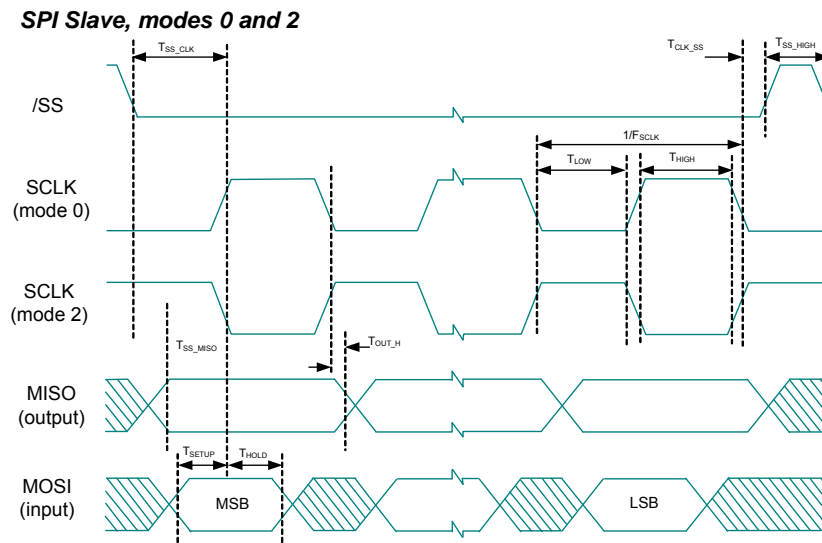 SPI Slave, modes 0 and 2
TSS_CLK
TCLK_SS
TSS_HIGH
/SS
1/FSCLK
TLOW
THIGH
SCLK
(mode 0)
SCLK
(mode 2)
TSS_MISO
TOUT_H
MISO
(output)
TSETUP
THOLD
MOSI
(input)
MSB
LSB